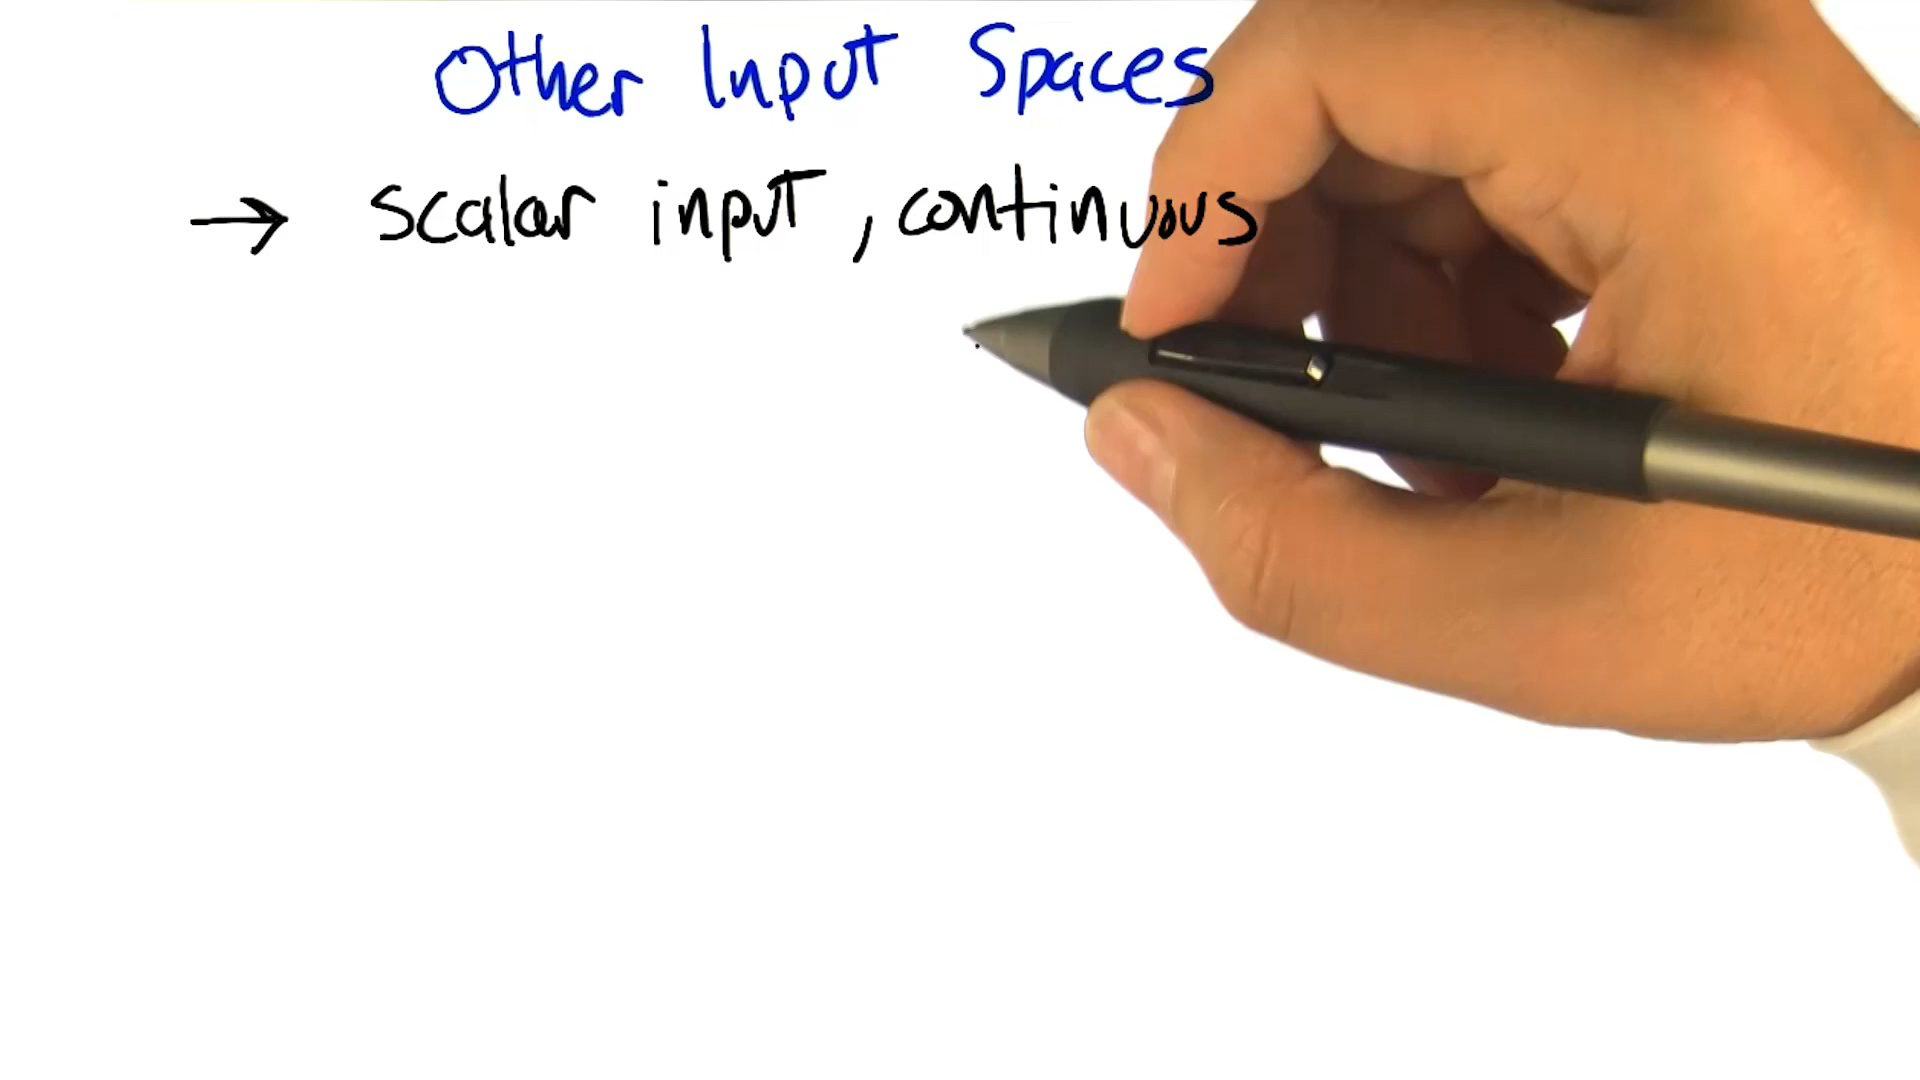 Other Input Spaces
→ scalar input, continuous